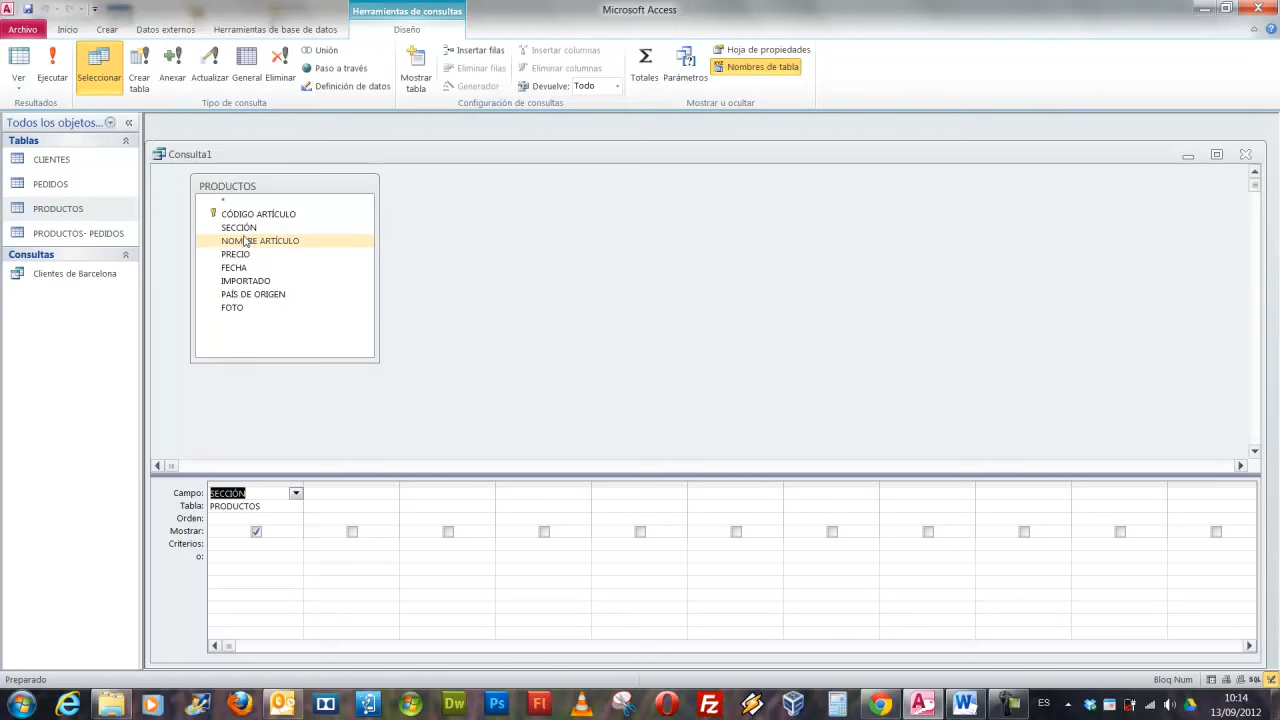 Herramientas de consultas
Microsoft Access
Archivo
Inicio
Crear
Datos externos
Herramientas de base de datos
Diseño
Ver
Ejecutar
Seleccionar
Crear tabla
Anexar
Actualizar
General
Eliminar
Unión
Paso a través
Definición de datos
Mostrar tabla
Insertar filas
Eliminar filas
Generador
Insertar columnas
Eliminar columnas
Devuelve: Todo
Totales
Parámetros
Hoja de propiedades
Nombres de tabla
Resultados
Tipo de consulta
Configuración de consultas
Mostrar u ocultar
Todos los objetos...
Tablas
CLIENTES
PEDIDOS
PRODUCTOS
PRODUCTOS- PEDIDOS
Consultas
Clientes de Barcelona
Consulta1
PRODUCTOS
*
CÓDIGO ARTÍCULO
SECCIÓN
NOMBRE ARTÍCULO
PRECIO
FECHA
IMPORTADO
PAÍS DE ORIGEN
FOTO
Campo: SECCIÓN
Tabla: PRODUCTOS
Orden:
Mostrar:
Criterios:
o:
Preparado
Bloq Num
SQL
Dw
Ps
Fl
Fz
W
ES
10:14
13/09/2012